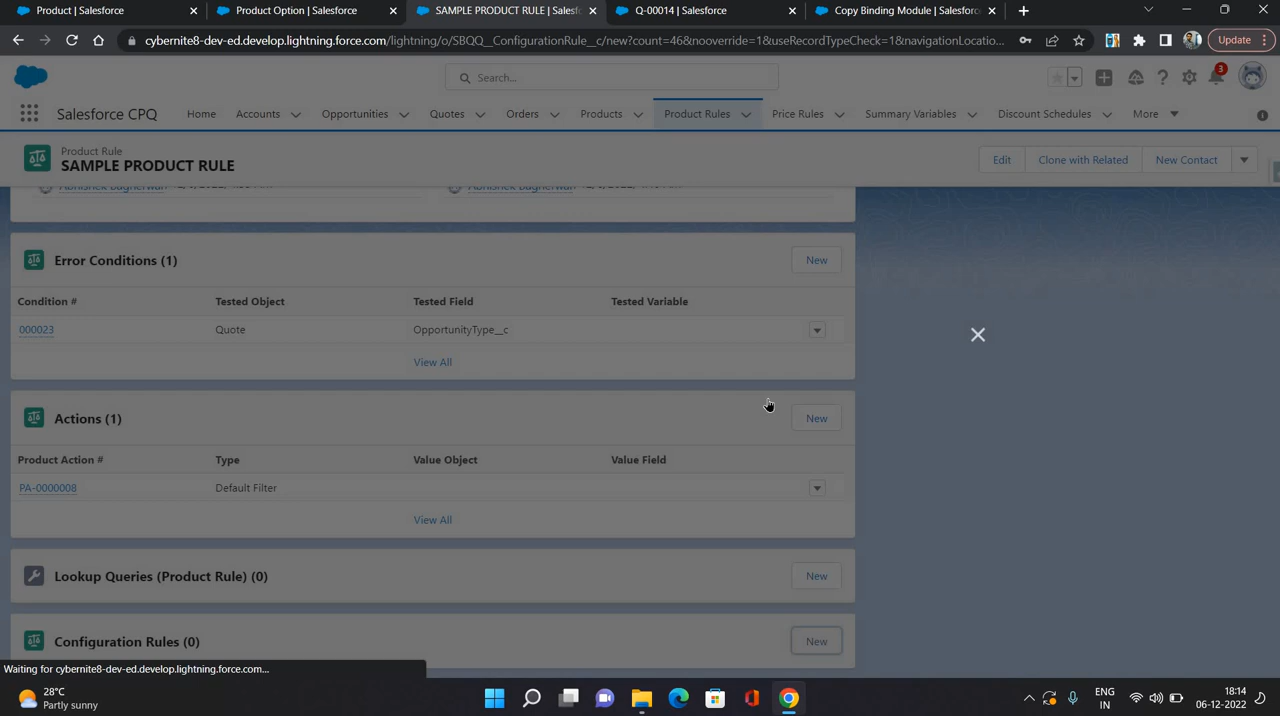 Product | Salesforce
Product Option | Salesforce
SAMPLE PRODUCT RULE | Salesf
Q-00014 | Salesforce
Copy Binding Module | Salesforc
cybernite8-dev-ed.develop.lightning.force.com/lightning/o/SBQQ__ConfigurationRule__c/new?count=46&nooverride=1&useRecordTypeCheck=1&navigationLocatio...
Update
Search...
3
Salesforce CPQ
Home
Accounts
Opportunities
Quotes
Orders
Products
Product Rules
Price Rules
Summary Variables
Discount Schedules
More
Product Rule
SAMPLE PRODUCT RULE
Edit
Clone with Related
New Contact
Error Conditions (1)
New
Condition #
Tested Object
Tested Field
Tested Variable
000023
Quote
OpportunityType__c
View All
Actions (1)
New
Product Action #
Type
Value Object
Value Field
PA-0000008
Default Filter
View All
Lookup Queries (Product Rule) (0)
New
Configuration Rules (0)
New
Waiting for cybernite8-dev-ed.develop.lightning.force.com...
28°C
Partly sunny
ENG
IN
18:14
06-12-2022